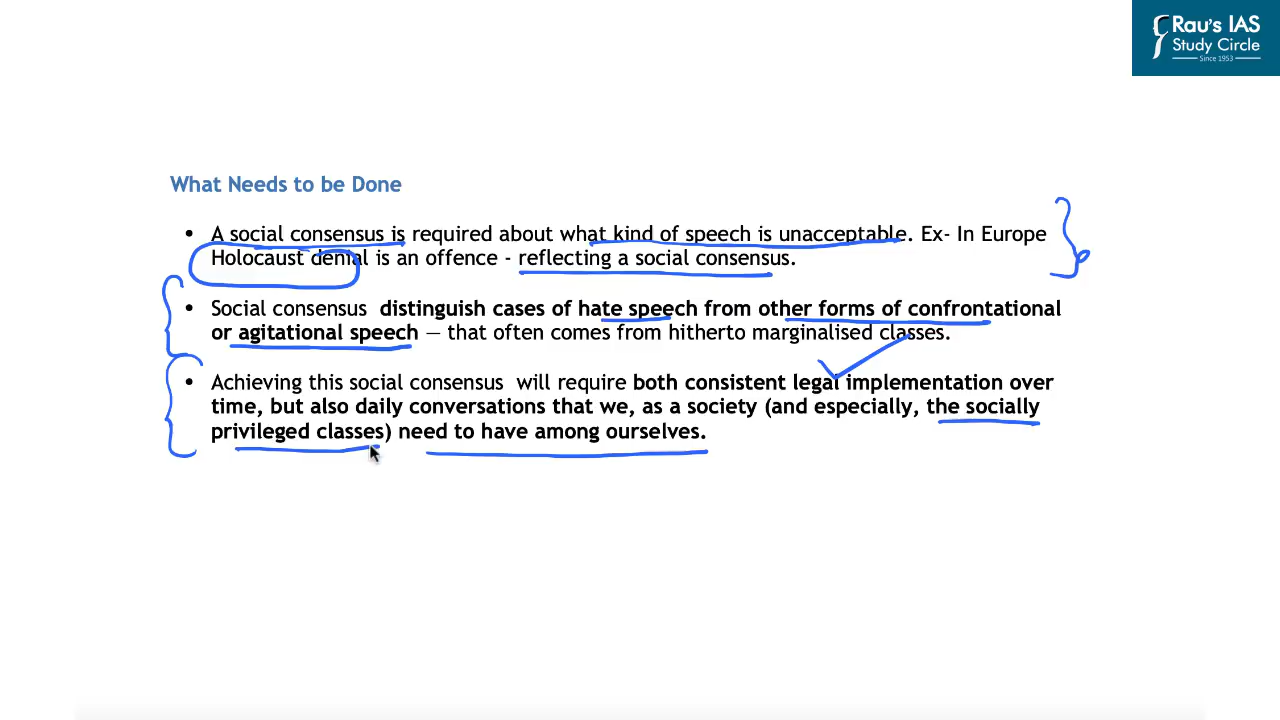 Rau's IAS
Study Circle
Since 1953
What Needs to be Done
• A social consensus is required about what kind of speech is unacceptable. Ex- In Europe
Holocaust denial is an offence - reflecting a social consensus.
• Social consensus distinguish cases of hate speech from other forms of confrontational
or agitational speech — that often comes from hitherto marginalised classes.
• Achieving this social consensus will require both consistent legal implementation over
time, but also daily conversations that we, as a society (and especially, the socially
privileged classes) need to have among ourselves.